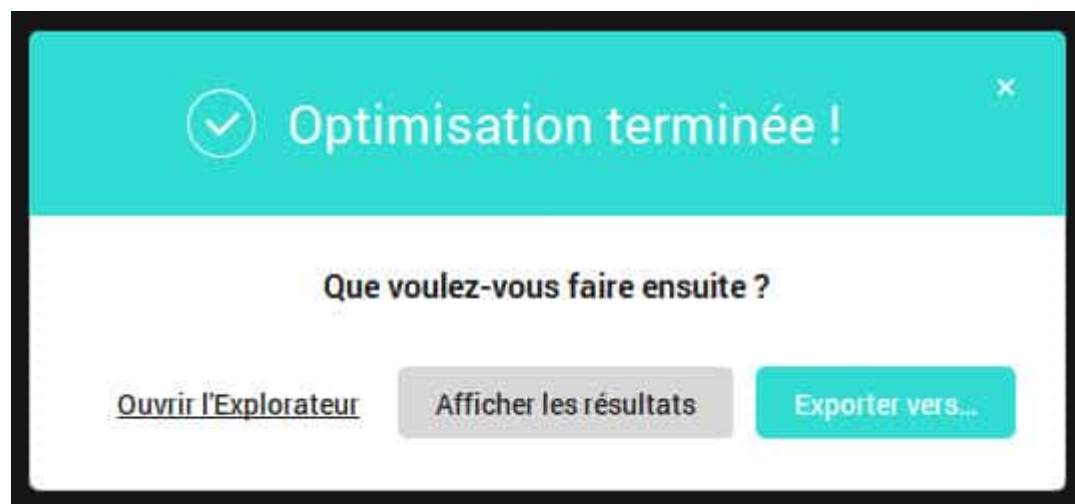 Optimisation terminée !
Que voulez-vous faire ensuite ?
Ouvrir l'Explorateur Afficher les résultats Exporter vers...